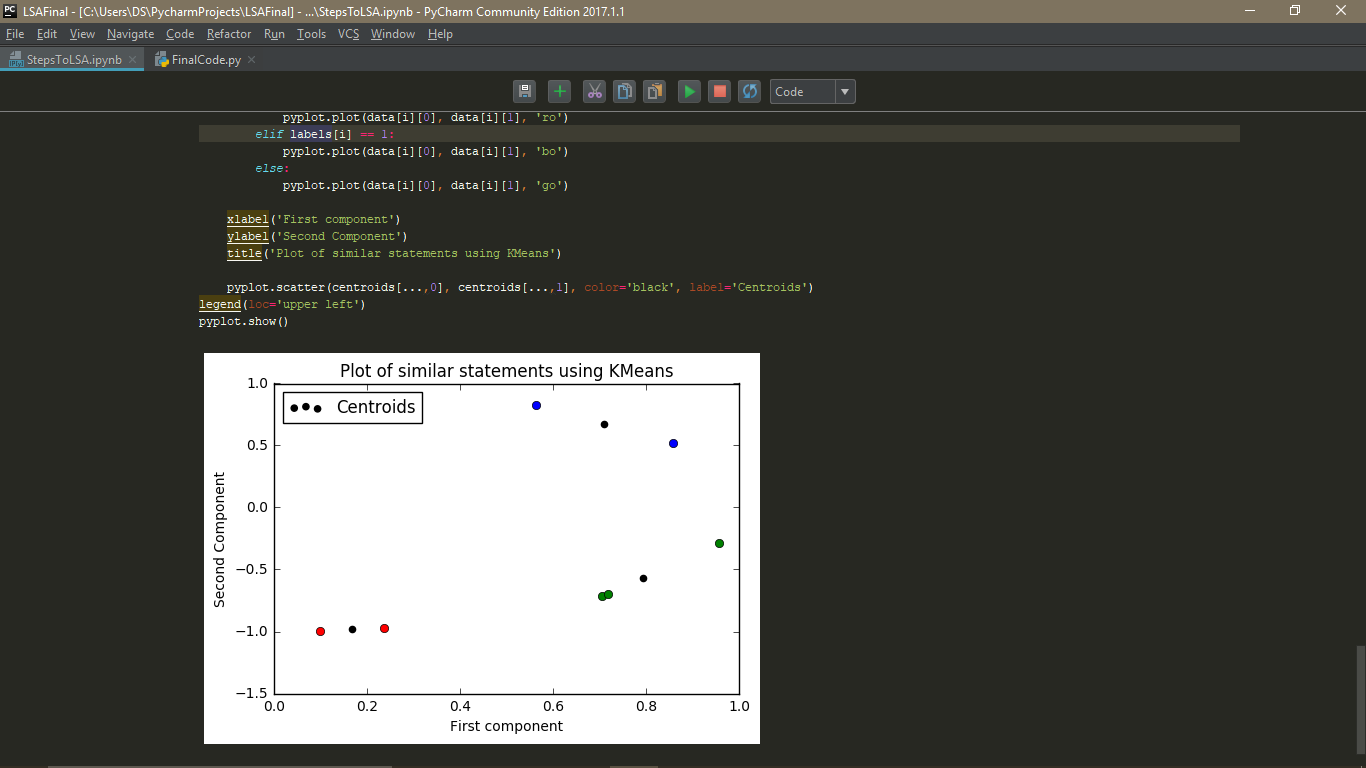 PC LSAFinal - [C:\Users\DS\PycharmProjects\LSAFinal] - ...\StepsToLSA.ipynb - PyCharm Community Edition 2017.1.1
File Edit View Navigate Code Refactor Run Tools VCS Window Help
StepsToLSA.ipynb FinalCode.py
Code
pyplot.plot(data[i][0], data[i][1], 'ro')
elif labels[i] == 1:
pyplot.plot(data[i][0], data[i][1], 'bo')
else:
pyplot.plot(data[i][0], data[i][1], 'go')
xlabel('First component')
ylabel('Second Component')
title('Plot of similar statements using KMeans')
pyplot.scatter(centroids[...,0], centroids[...,1], color='black', label='Centroids')
legend(loc='upper left')
pyplot.show()
Plot of similar statements using KMeans
Centroids
1.0
0.5
0.0
−0.5
−1.0
−1.5
Second Component
0.0 0.2 0.4 0.6 0.8 1.0
First component